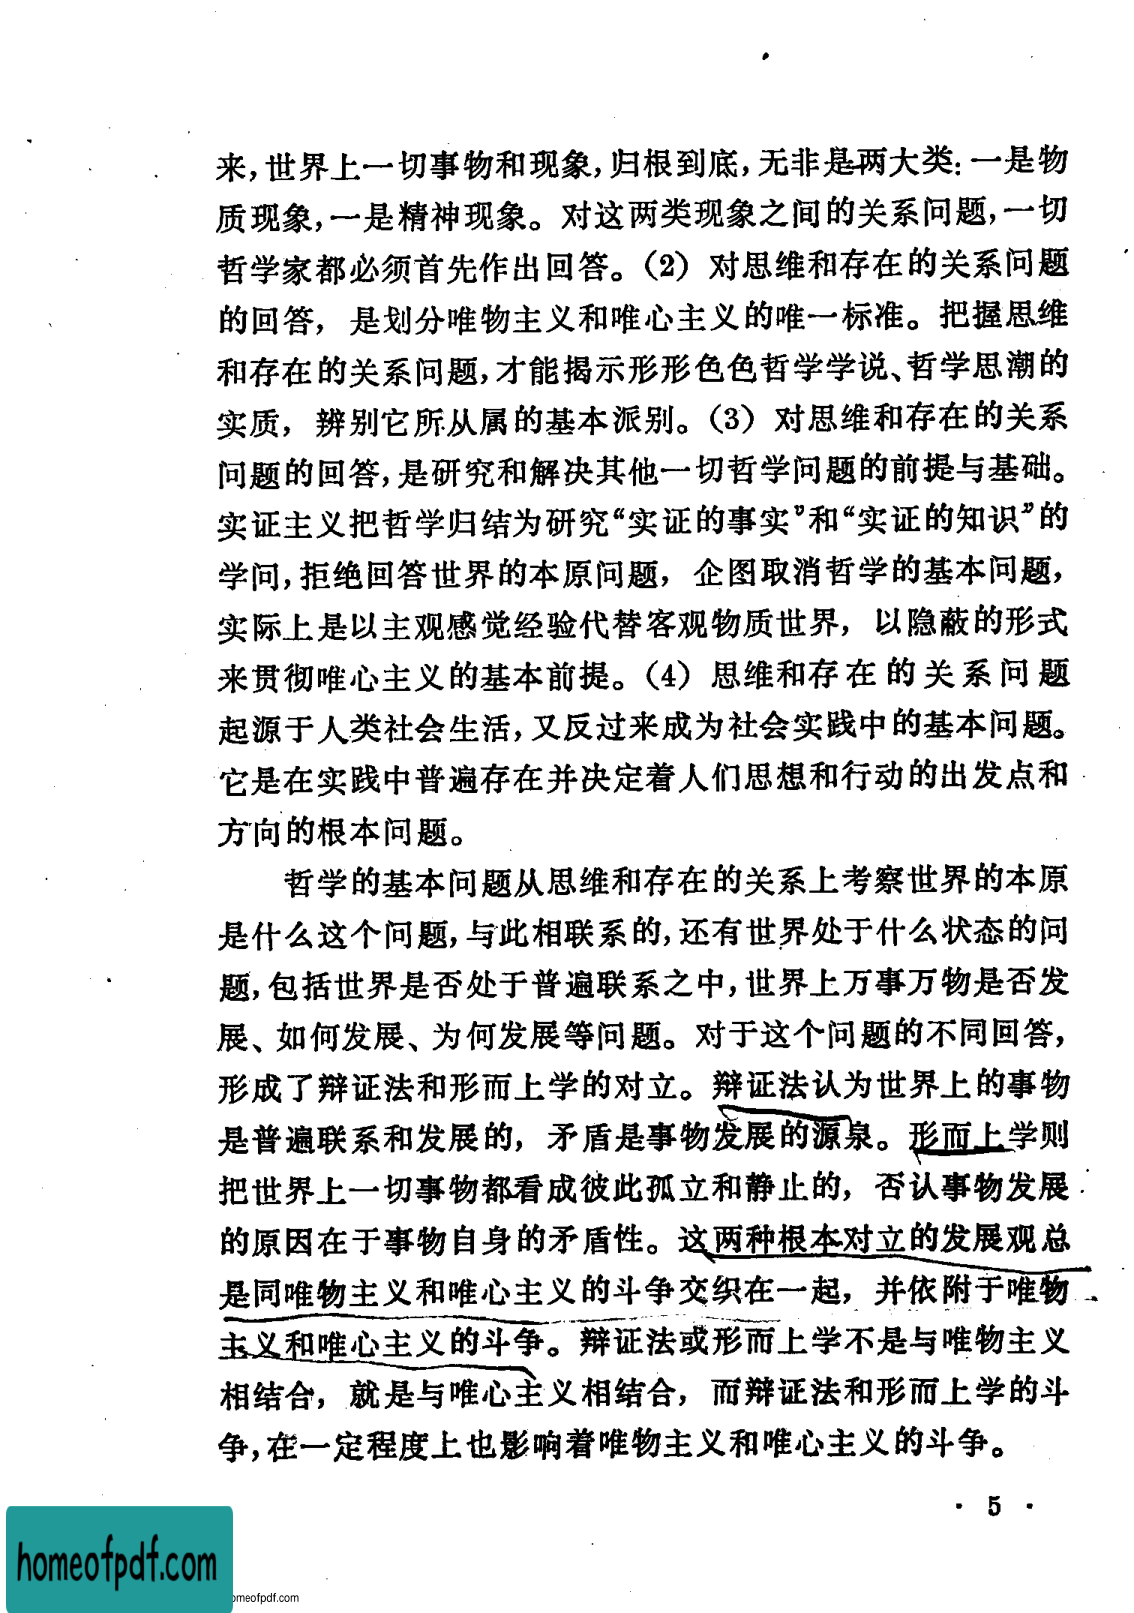 来,世界上一切事物和现象,归根到底,无非是两大类:一是物
质现象,一是精神现象。对这两类现象之间的关系问题,一切
哲学家都必须首先作出回答。(2)对思维和存在的关系问题
的回答,是划分唯物主义和唯心主义的唯一标准。把握思维
和存在的关系问题,才能揭示形形色色哲学学说、哲学思潮的
实质,辨别它所从属的基本派别。(3)对思维和存在的关系
问题的回答,是研究和解决其他一切哲学问题的前提与基础。
实证主义把哲学归结为研究“实证的事实”和“实证的知识”的
学问,拒绝回答世界的本原问题,企图取消哲学的基本问题,
实际上是以主观感觉经验代替客观物质世界,以隐蔽的形式
来贯彻唯心主义的基本前提。(4)思维和存在的关系问题
起源于人类社会生活,又反过来成为社会实践中的基本问题。
它是在实践中普遍存在并决定着人们思想和行动的出发点和
方向的根本问题。
哲学的基本问题从思维和存在的关系上考察世界的本原
是什么这个问题,与此相联系的,还有世界处于什么状态的问
题,包括世界是否处于普遍联系之中,世界上万事万物是否发
展、如何发展、为何发展等问题。对于这个问题的不同回答,
形成了辩证法和形而上学的对立。辩证法认为世界上的事物
是普遍联系和发展的,矛盾是事物发展的源泉。形而上学则
把世界上一切事物都看成彼此孤立和静止的,否认事物发展
的原因在于事物自身的矛盾性。这两种根本对立的发展观总
是同唯物主义和唯心主义的斗争交织在一起,并依附于唯物
主义和唯心主义的斗争。辩证法或形而上学不是与唯物主义
相结合,就是与唯心主义相结合,而辩证法和形而上学的斗
争,在一定程度上也影响着唯物主义和唯心主义的斗争。
· 5 ·
homeofpdf.com
omeofpdf.com